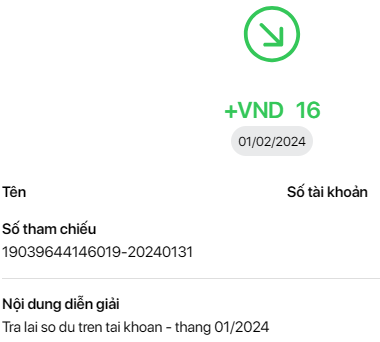 +VND 16
01/02/2024
Tên Số tài khoản
Số tham chiếu
19039644146019-20240131
Nội dung diễn giải
Tra lai so du tren tai khoan - thang 01/2024